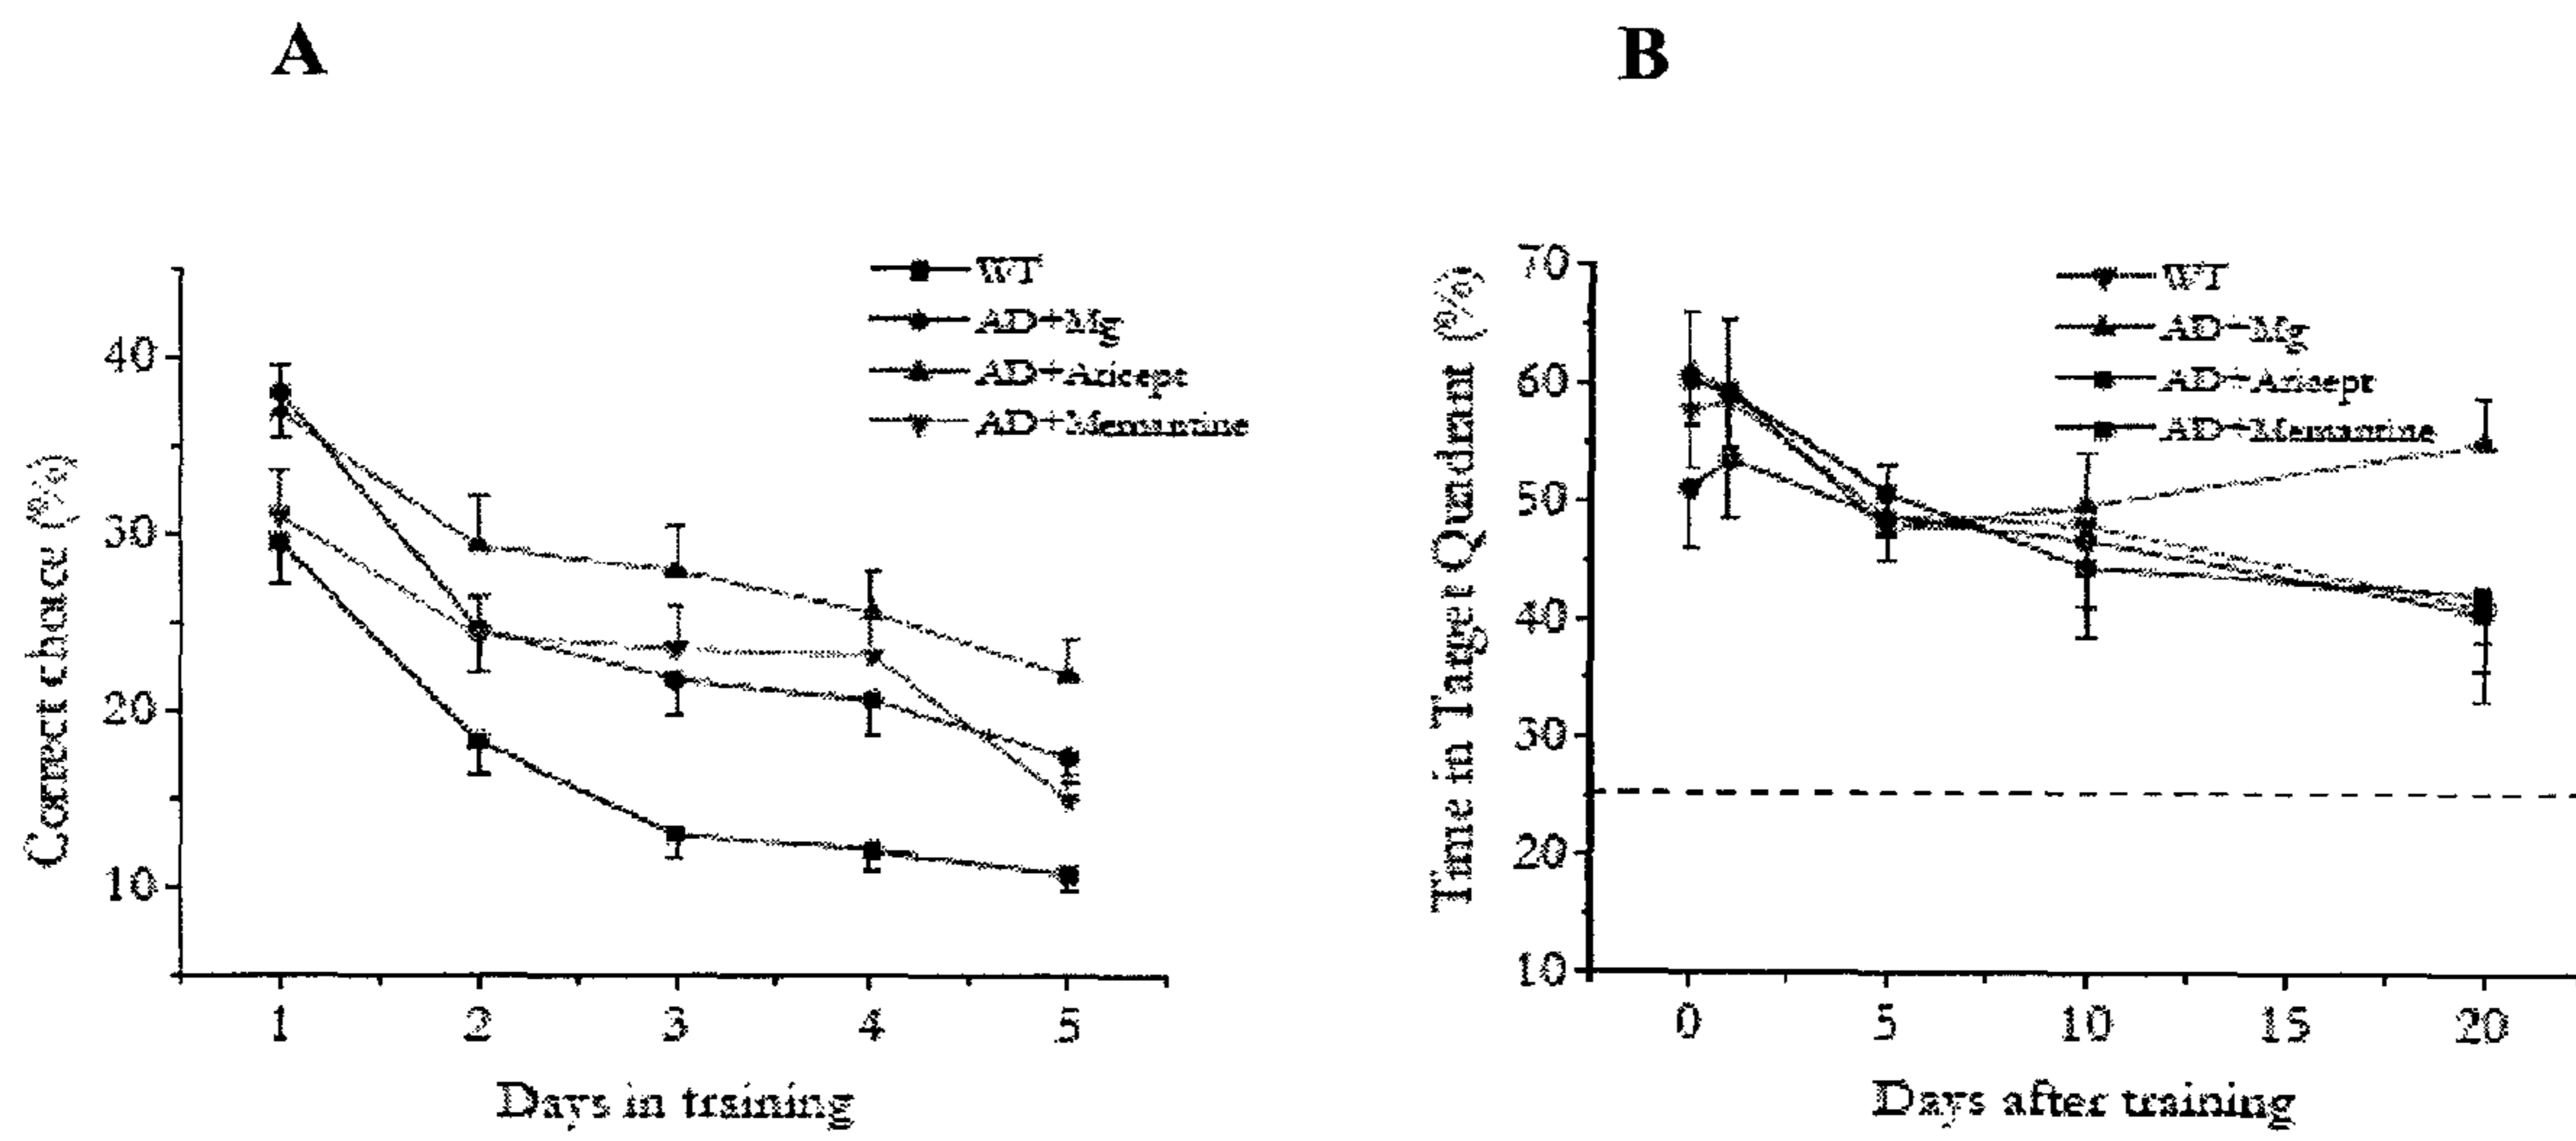 A
B
WT
AD+Mg
AD+Aricept
AD+Memantine
40
30
20
10
Correct choice (%)
1
2
3
4
5
Days in training
WT
AD+Mg
AD+Aricept
AD+Memantine
70
60
50
40
30
20
10
Time in Target Qundrant (%)
0
5
10
15
20
Days after training